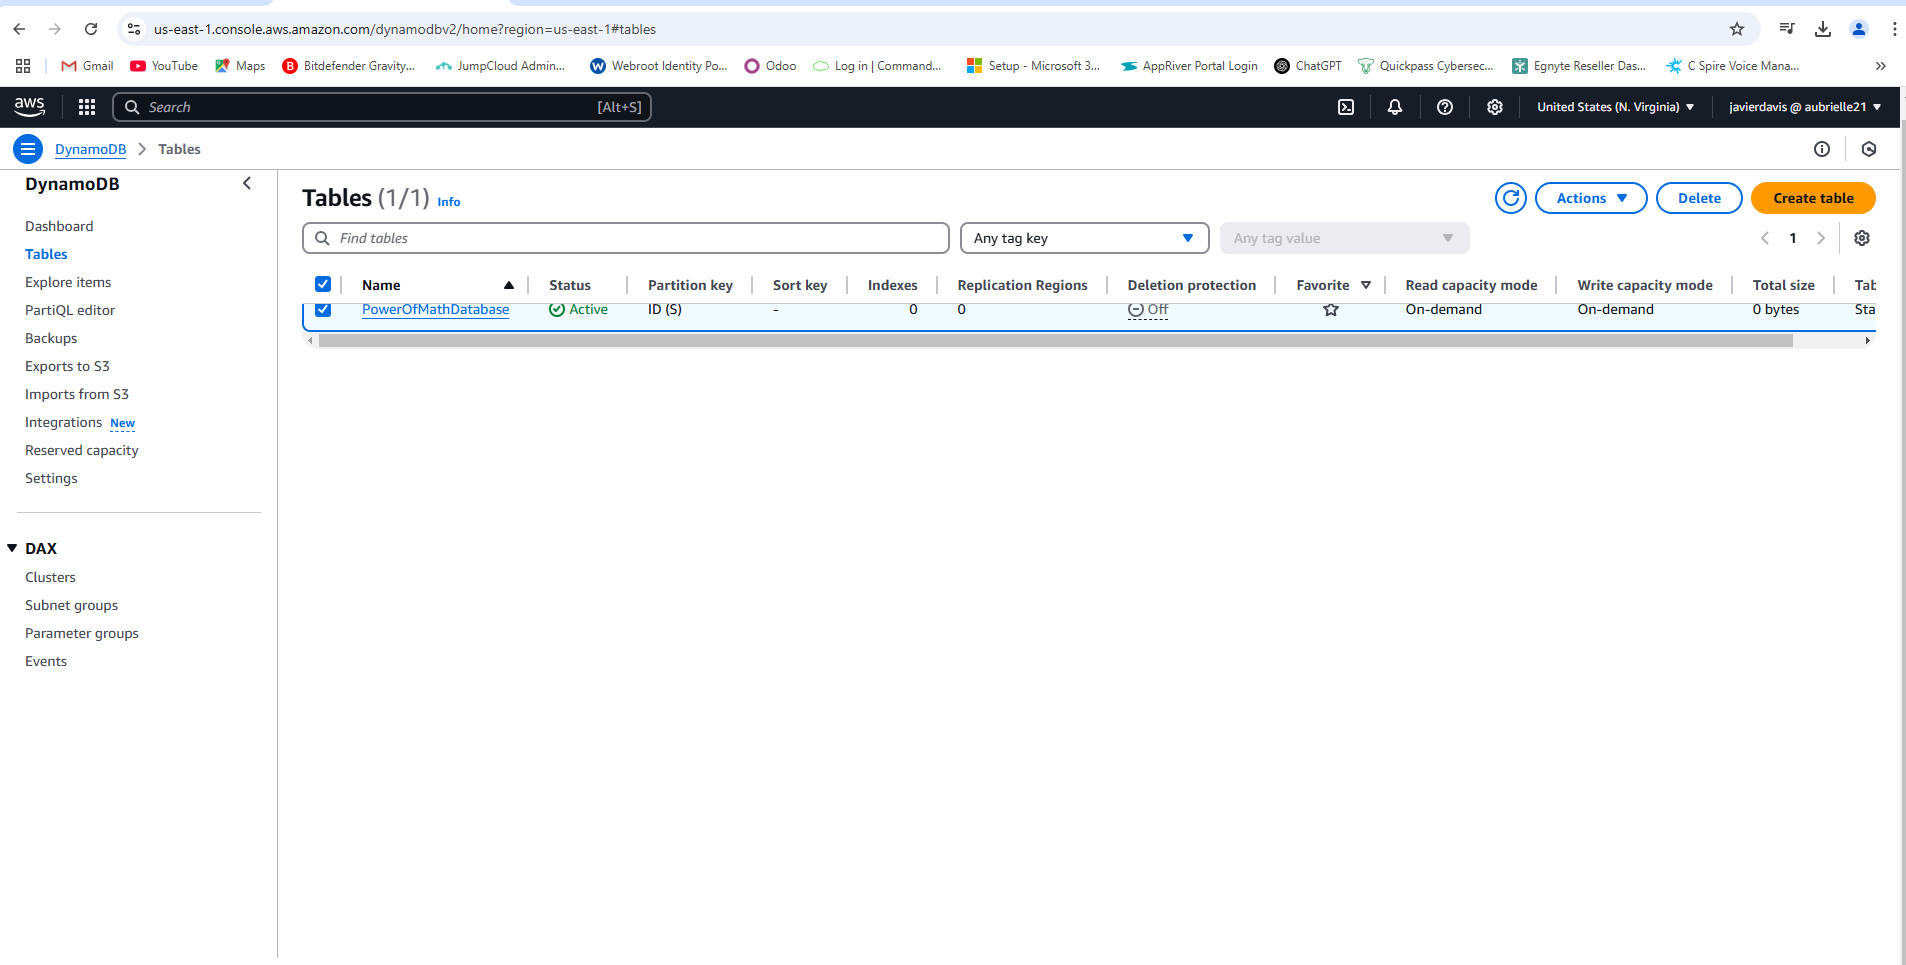 us-east-1.console.aws.amazon.com/dynamodbv2/home?region=us-east-1#tables
Gmail YouTube Maps Bitdefender Gravity... JumpCloud Admin... Webroot Identity Po... Odoo Log in | Command... Setup - Microsoft 3... AppRiver Portal Login ChatGPT Quickpass Cybersec... Egnyte Reseller Das... C Spire Voice Mana...
aws Search [Alt+S] United States (N. Virginia) javierdavis @ aubrielle21
DynamoDB Tables
DynamoDB
Dashboard
Tables
Explore items
PartiQL editor
Backups
Exports to S3
Imports from S3
Integrations New
Reserved capacity
Settings
DAX
Clusters
Subnet groups
Parameter groups
Events
Tables (1/1) Info Actions Delete Create table
Find tables Any tag key Any tag value 1
Name Status Partition key Sort key Indexes Replication Regions Deletion protection Favorite Read capacity mode Write capacity mode Total size Tab
PowerOfMathDatabase Active ID (S) - 0 0 Off On-demand On-demand 0 bytes Sta